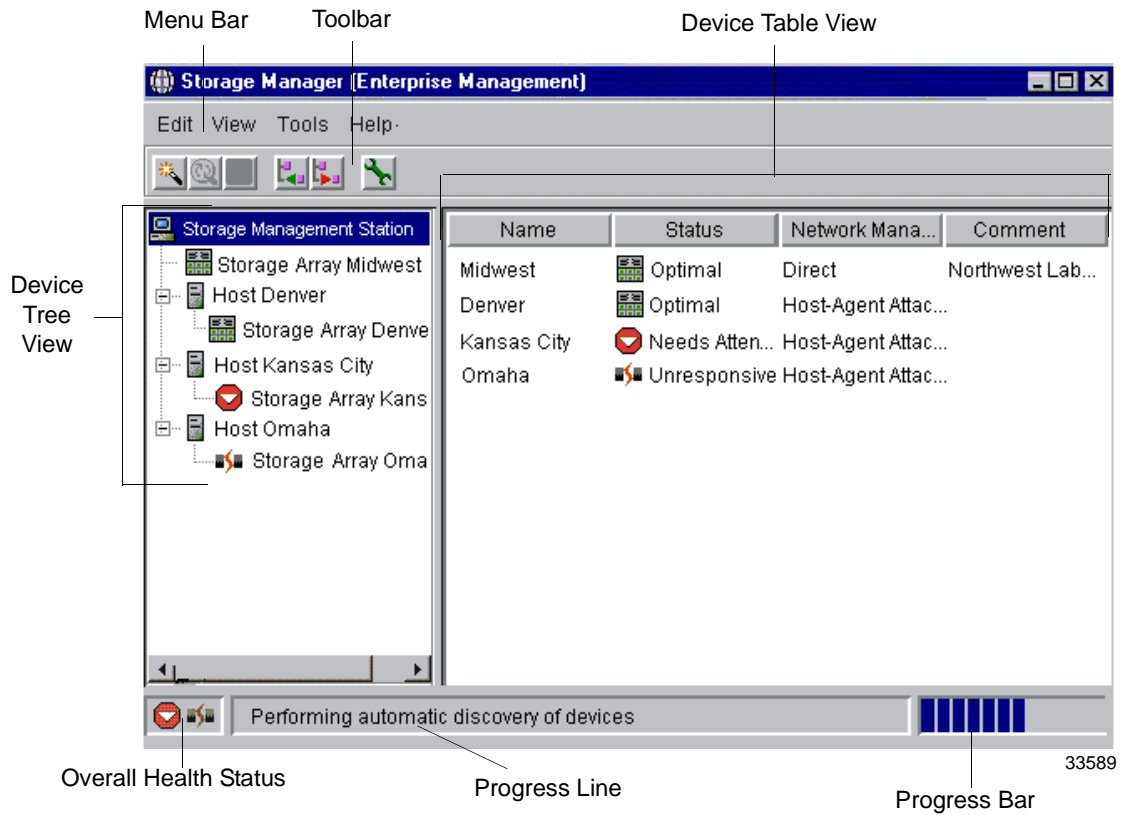 Menu Bar
Toolbar
Device Table View
Storage Manager (Enterprise Management)
Edit View Tools Help
Device
Tree
View
Storage Management Station
Storage Array Midwest
Host Denver
Storage Array Denve
Host Kansas City
Storage Array Kans
Host Omaha
Storage Array Oma
Name Status Network Mana... Comment
Midwest Optimal Direct Northwest Lab...
Denver Optimal Host-Agent Attac...
Kansas City Needs Atten... Host-Agent Attac...
Omaha Unresponsive Host-Agent Attac...
Performing automatic discovery of devices
33589
Overall Health Status
Progress Line
Progress Bar